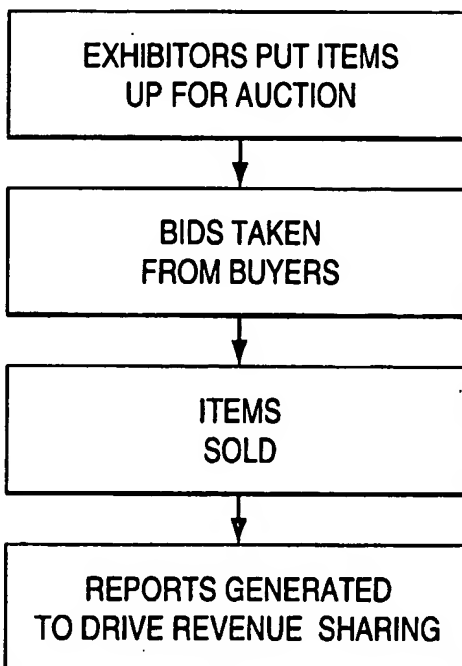 EXHIBITORS PUT ITEMS
UP FOR AUCTION
BIDS TAKEN
FROM BUYERS
ITEMS
SOLD
REPORTS GENERATED
TO DRIVE REVENUE SHARING